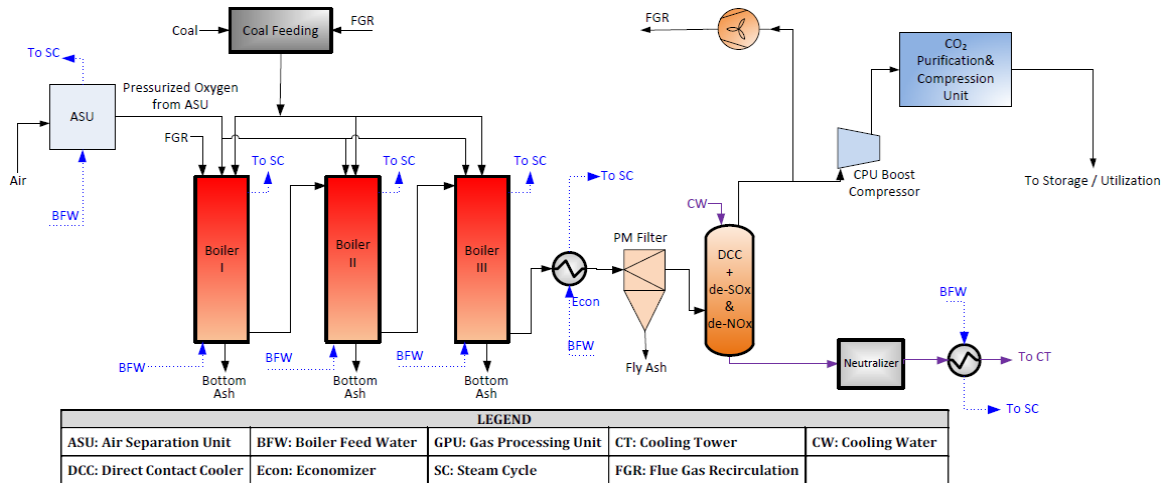 Coal
Coal Feeding
FGR
To SC
Pressurized Oxygen
from ASU
ASU
Air
BFW
FGR
To SC
To SC
To SC
Boiler
I
Boiler
II
Boiler
III
BFW
BFW
BFW
Bottom
Ash
Bottom
Ash
Bottom
Ash
To SC
Econ
BFW
PM Filter
Fly Ash
CW
DCC
+
de-SOx
&
de-NOx
FGR
CO₂
Purification&
Compression
Unit
CPU Boost
Compressor
To Storage / Utilization
Neutralizer
BFW
To CT
To SC
LEGEND
ASU: Air Separation Unit BFW: Boiler Feed Water GPU: Gas Processing Unit CT: Cooling Tower CW: Cooling Water
DCC: Direct Contact Cooler Econ: Economizer SC: Steam Cycle FGR: Flue Gas Recirculation